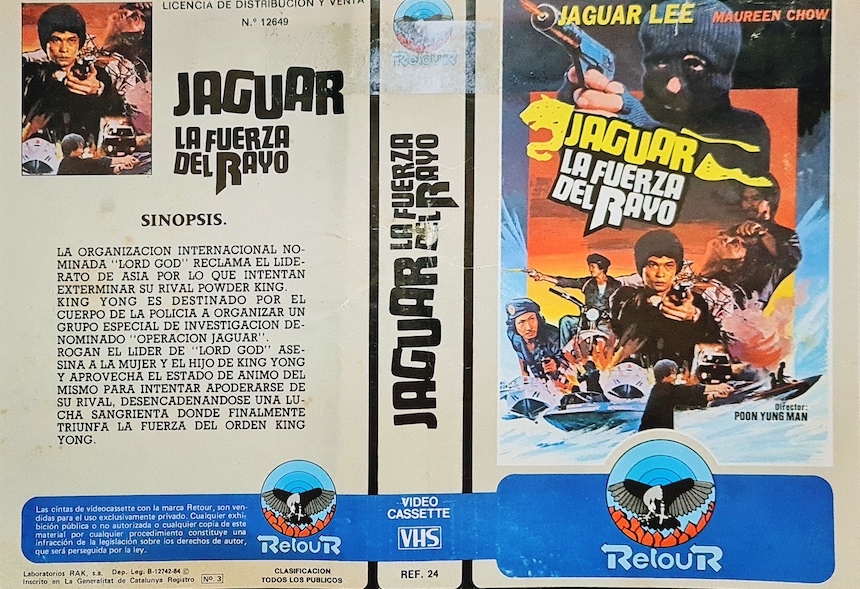 LICENCIA DE DISTRIBUCION Y VENTA
N.º 12649
JAGUAR
LA FUERZA
DEL RAYO
SINOPSIS.
LA ORGANIZACION INTERNACIONAL NO-
MINADA "LORD GOD" RECLAMA EL LIDE-
RATO DE ASIA POR LO QUE INTENTAN
EXTERMINAR SU RIVAL POWDER KING.
KING YONG ES DESTINADO POR EL
CUERPO DE LA POLICIA A ORGANIZAR UN
GRUPO ESPECIAL DE INVESTIGACION DE-
NOMINADO "OPERACION JAGUAR".
ROGAN EL LIDER DE "LORD GOD" ASE-
SINA A LA MUJER Y EL HIJO DE KING YONG
Y APROVECHA EL ESTADO DE ANIMO DEL
MISMO PARA INTENTAR APODERARSE DE
SU RIVAL, DESENCADENANDOSE UNA LU-
CHA SANGRIENTA DONDE FINALMENTE
TRIUNFA LA FUERZA DEL ORDEN KING
YONG.
Las cintas de videocassette con la marca Retour, son ven-
didas para el uso exclusivamente privado. Cualquier exhi-
bición pública o no autorizada o cualquier copia de este
material por cualquier procedimiento constituye una
infracción de la legislación sobre los derechos de autor,
que será perseguida por la ley.
RetouR
Laboratorios RAK, s.a. Dep. Leg. B-12742-84 ©
Inscrito en La Generalitat de Catalunya Registro Nº 3
CLASIFICACION
TODOS LOS PUBLICOS
RetouR
JAGUAR LA FUERZA
DEL RAYO
VIDEO
CASSETTE
VHS
REF. 24
JAGUAR LEE
MAUREEN CHOW
JAGUAR
LA FUERZA
DEL RAYO
Director:
POON YUNG MAN
RetouR